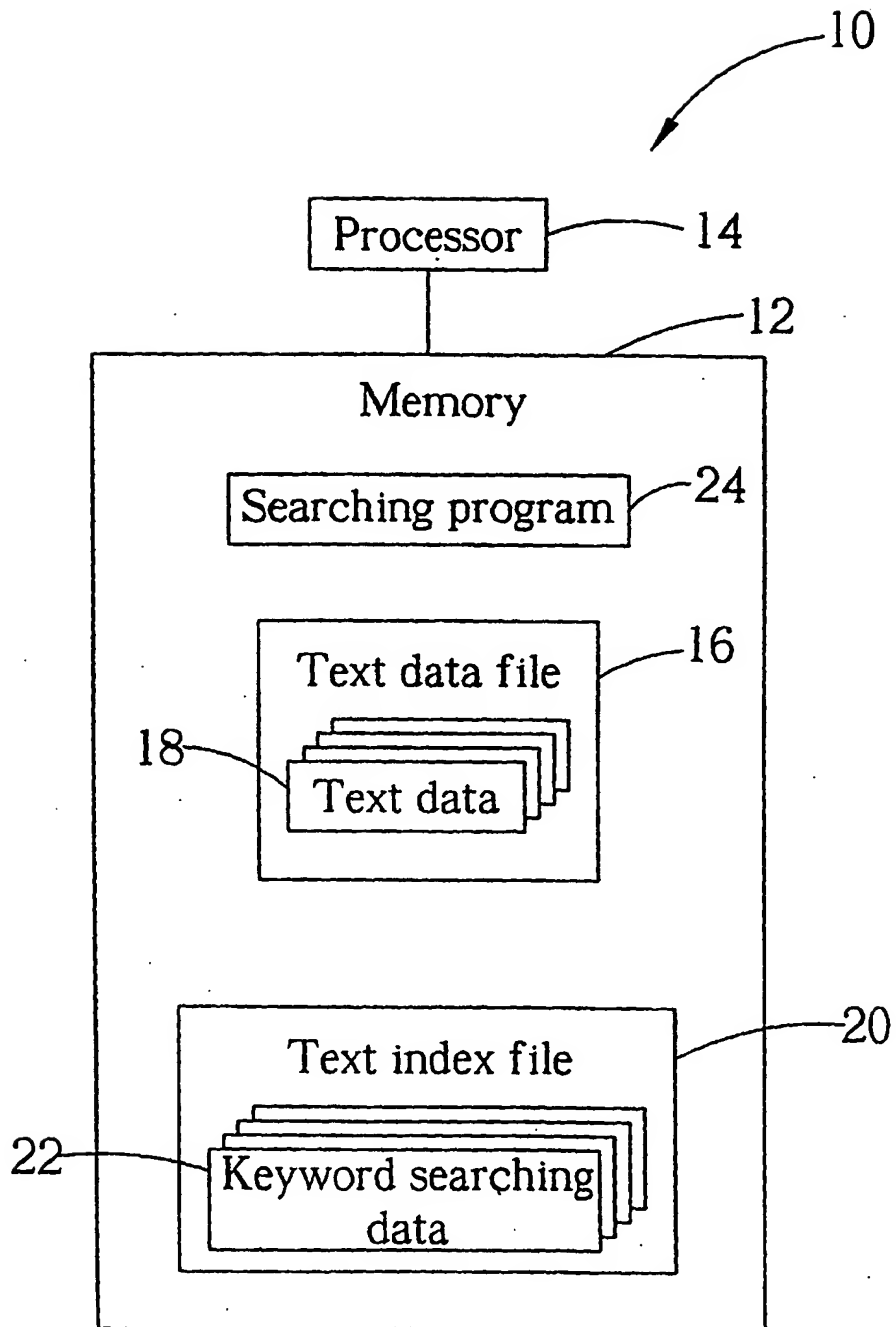 10
Processor
14
12
Memory
Searching program
24
Text data file
16
18
Text data
Text index file
20
22
Keyword searching
data